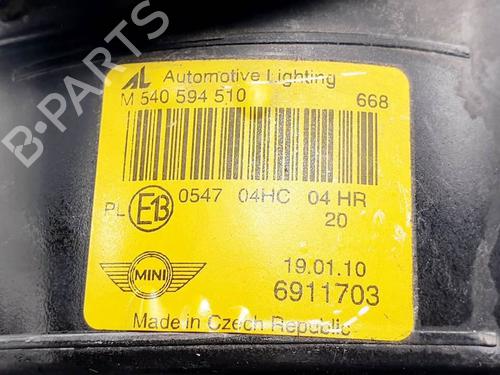 AL Automotive Lighting
M 540 594 510 668
PL E13 0547 04HC 04 HR
20
MINI
19.01.10
6911703
Made in Czech Republic
B-PARTS